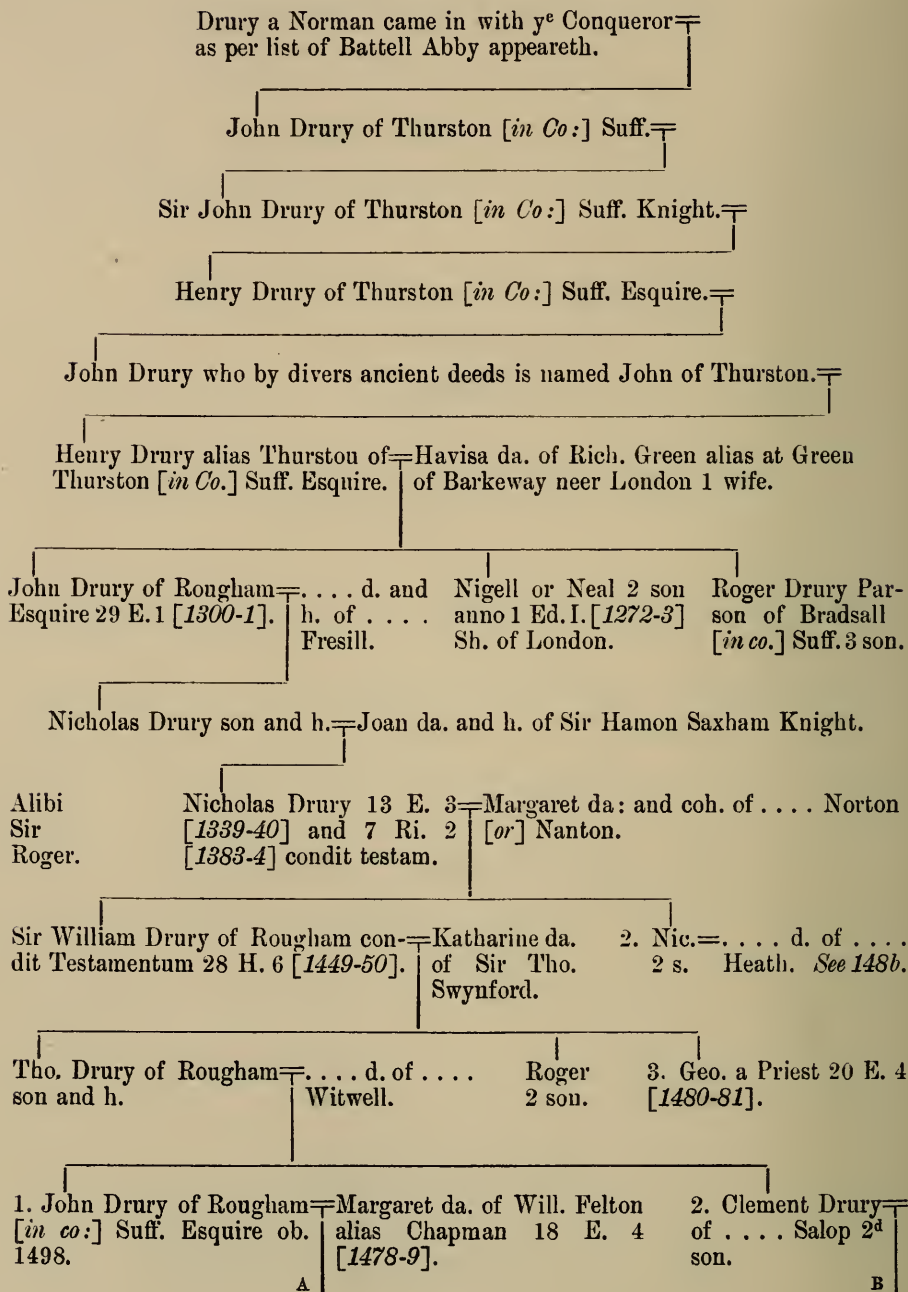 Drury a Norman came in with yᵉ Conqueror
as per list of Battell Abby appeareth.
John Drury of Thurston [in Co:] Suff.
Sir John Drury of Thurston [in Co:] Suff. Knight.
Henry Drury of Thurston [in Co:] Suff. Esquire.
John Drury who by divers ancient deeds is named John of Thurston.
Henry Drury alias Thurston of
Thurston [in Co.] Suff. Esquire.
Havisa da. of Rich. Green alias at Green
of Barkeway neer London 1 wife.
John Drury of Rougham
Esquire 29 E. 1 [1300-1].
. . . . d. and
h. of . . . .
Fresill.
Nigell or Neal 2 son
anno 1 Ed. I. [1272-3]
Sh. of London.
Roger Drury Par-
son of Bradsall
[in co.] Suff. 3 son.
Nicholas Drury son and h.=Joan da. and h. of Sir Hamon Saxham Knight.
Alibi
Sir
Roger.
Nicholas Drury 13 E. 3
[1339-40] and 7 Ri. 2
[1383-4] condit testam.
Margaret da: and coh. of . . . . Norton
[or] Nanton.
Sir William Drury of Rougham con-
dit Testamentum 28 H. 6 [1449-50].
Katharine da.
of Sir Tho.
Swynford.
2. Nic.=. . . . d. of . . . .
2 s. Heath. See 148b.
Tho. Drury of Rougham
son and h.
. . . . d. of . . . .
Witwell.
Roger
2 son.
3. Geo. a Priest 20 E. 4
[1480-81].
1. John Drury of Rougham
[in co:] Suff. Esquire ob.
1498.
Margaret da. of Will. Felton
alias Chapman 18 E. 4
[1478-9].
2. Clement Drury
of . . . . Salop 2ᵈ
son.
A
B